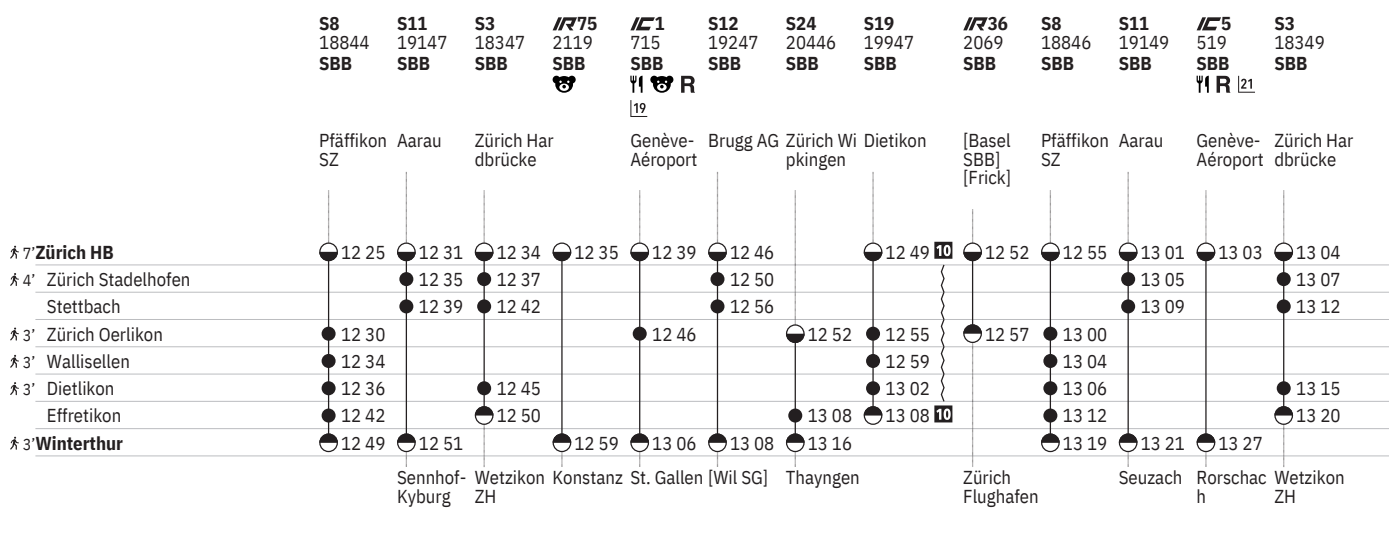 S8 S11 S3 IR75 IC1 S12 S24 S19 IR36 S8 S11 IC5 S3
18844 19147 18347 2119 715 19247 20446 19947 2069 18846 19149 519 18349
SBB SBB SBB SBB SBB SBB SBB SBB SBB SBB SBB SBB SBB
R R 21
19
Pfäffikon Aarau Zürich Har Genève- Brugg AG Zürich Wi Dietikon [Basel Pfäffikon Aarau Genève- Zürich Har
SZ dbrücke Aéroport pkingen SBB] SZ Aéroport dbrücke
[Frick]
7' Zürich HB 12 25 12 31 12 34 12 35 12 39 12 46 12 49 10 12 52 12 55 13 01 13 03 13 04
4' Zürich Stadelhofen 12 35 12 37 12 50 13 05 13 07
Stettbach 12 39 12 42 12 56 13 09 13 12
3' Zürich Oerlikon 12 30 12 46 12 52 12 55 12 57 13 00
3' Wallisellen 12 34 12 59 13 04
3' Dietlikon 12 36 12 45 13 02 13 06 13 15
Effretikon 12 42 12 50 13 08 13 08 10 13 12 13 20
3' Winterthur 12 49 12 51 12 59 13 06 13 08 13 16 13 19 13 21 13 27
Sennhof- Wetzikon Konstanz St. Gallen [Wil SG] Thayngen Zürich Seuzach Rorschac Wetzikon
Kyburg ZH Flughafen h ZH